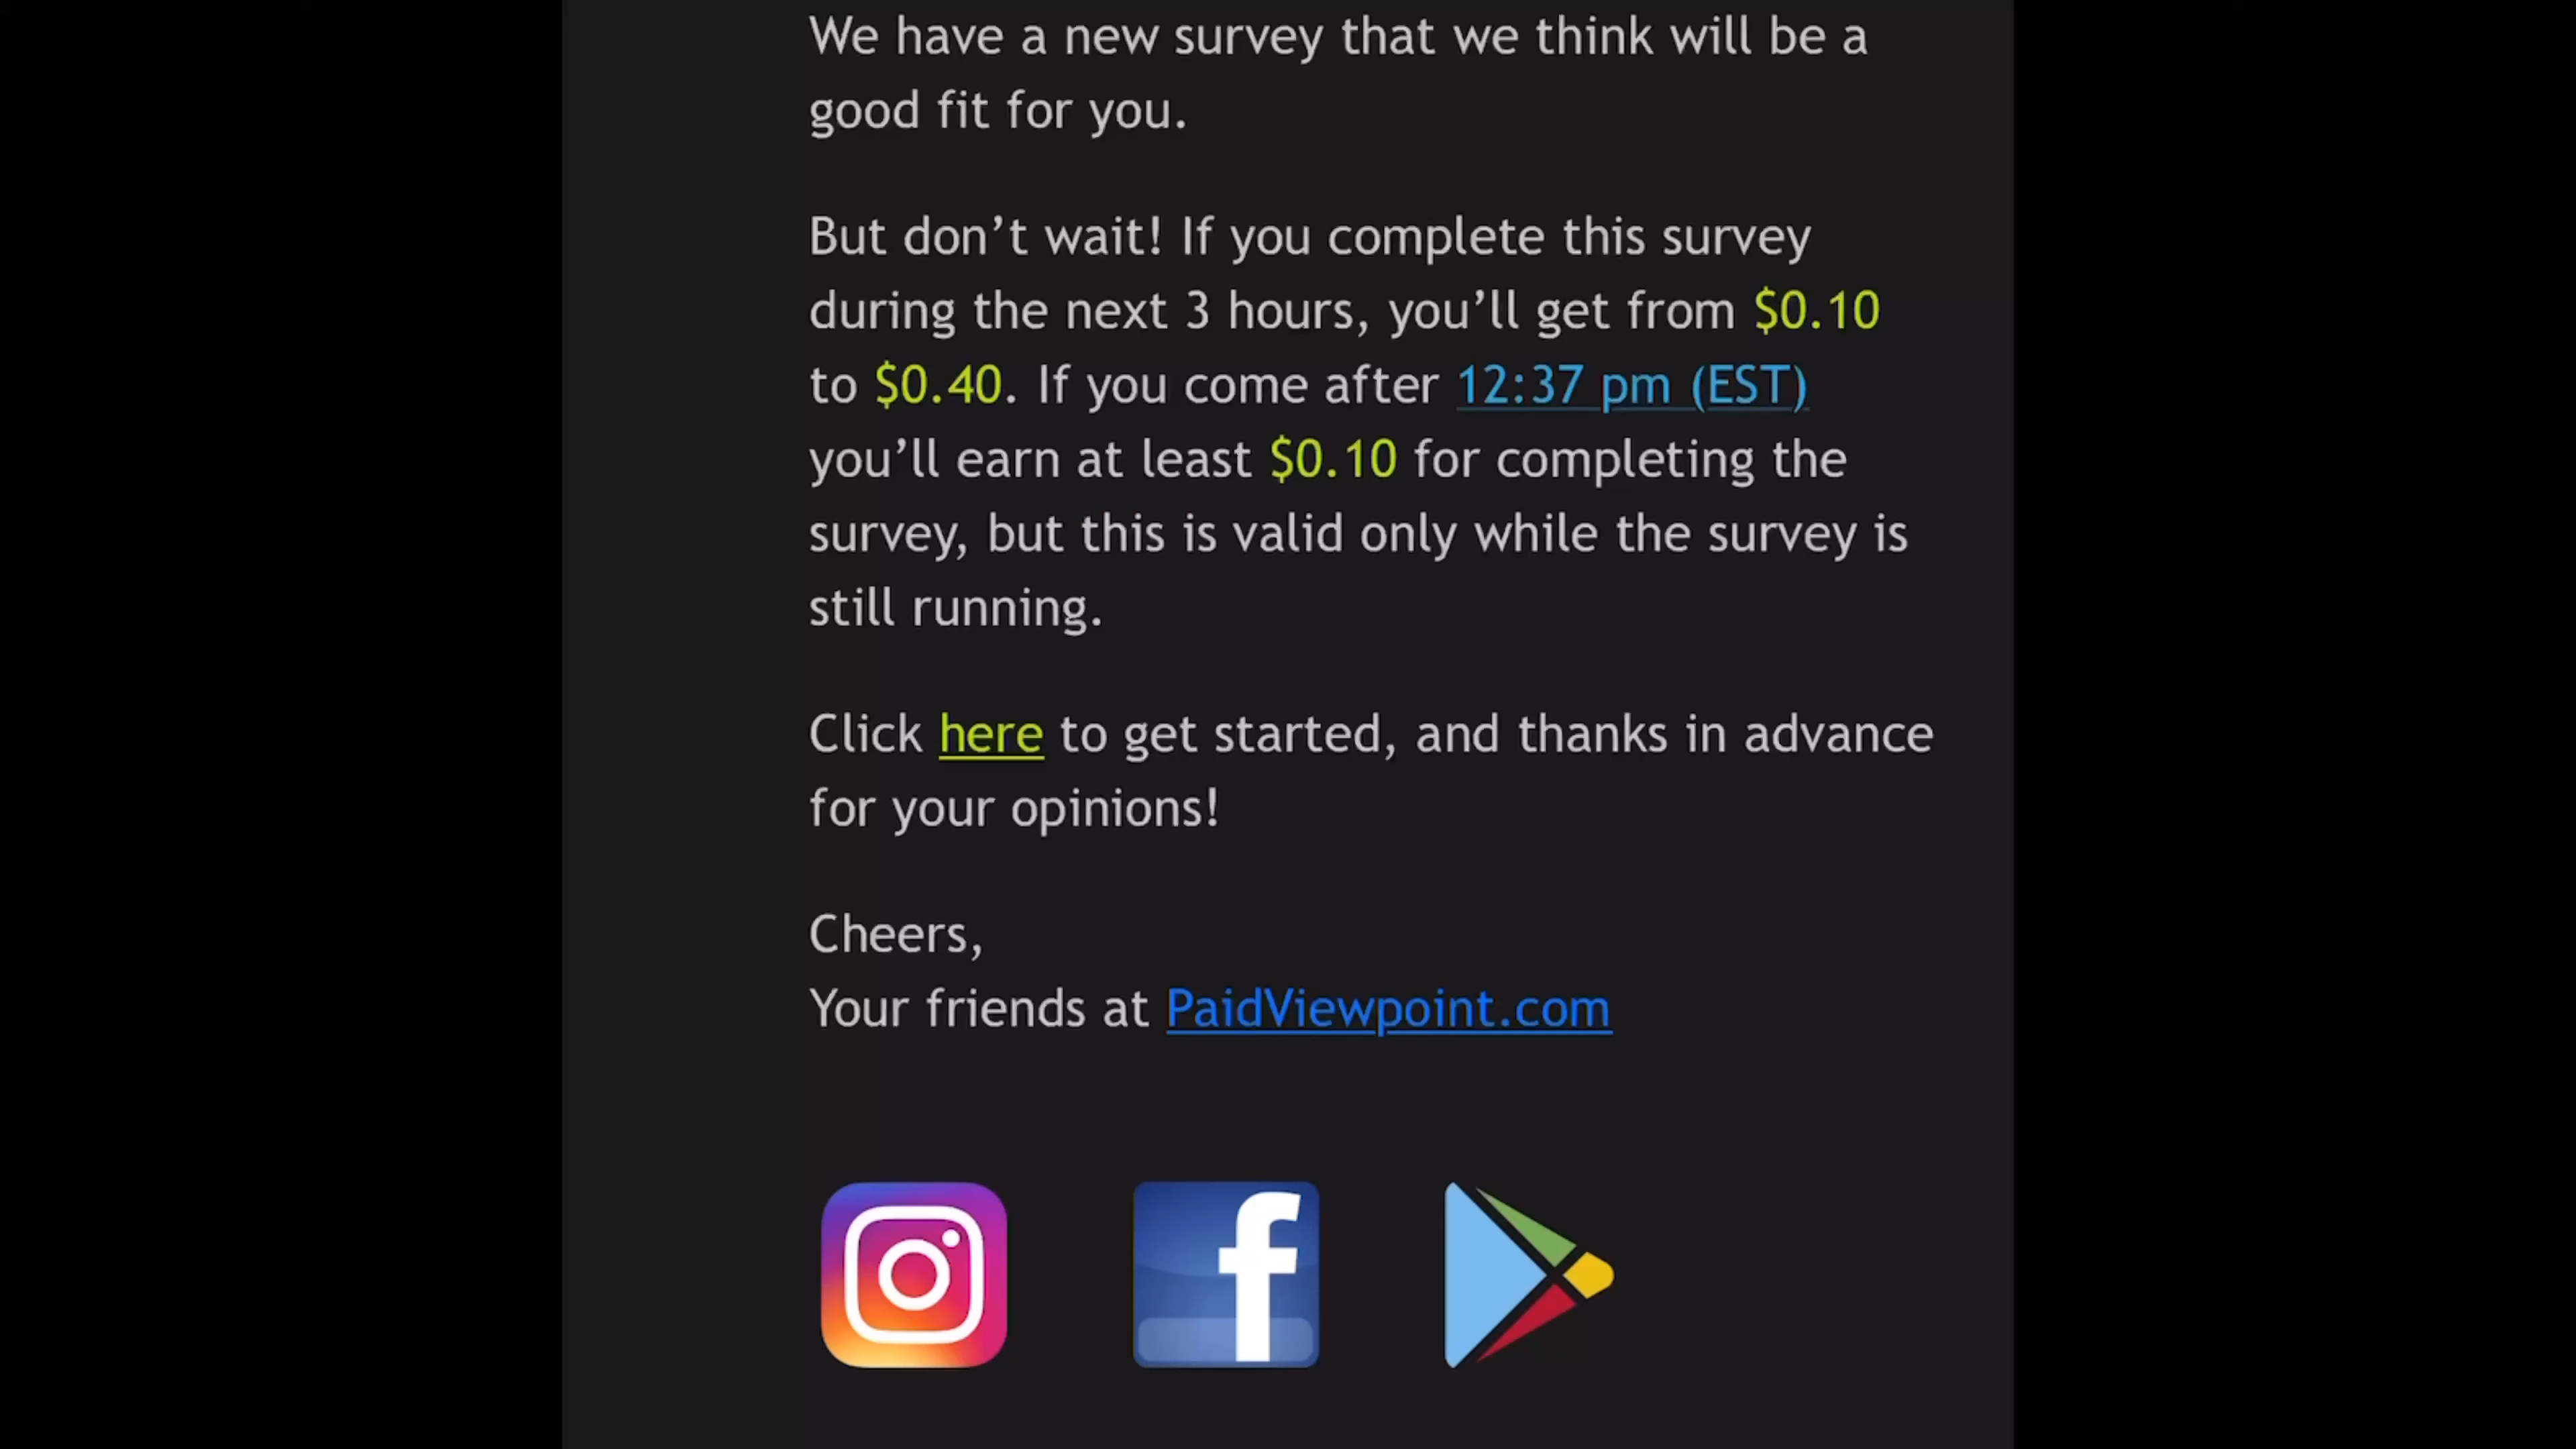 We have a new survey that we think will be a
good fit for you.
But don’t wait! If you complete this survey
during the next 3 hours, you’ll get from $0.10
to $0.40. If you come after 12:37 pm (EST)
you’ll earn at least $0.10 for completing the
survey, but this is valid only while the survey is
still running.
Click here to get started, and thanks in advance
for your opinions!
Cheers,
Your friends at PaidViewpoint.com